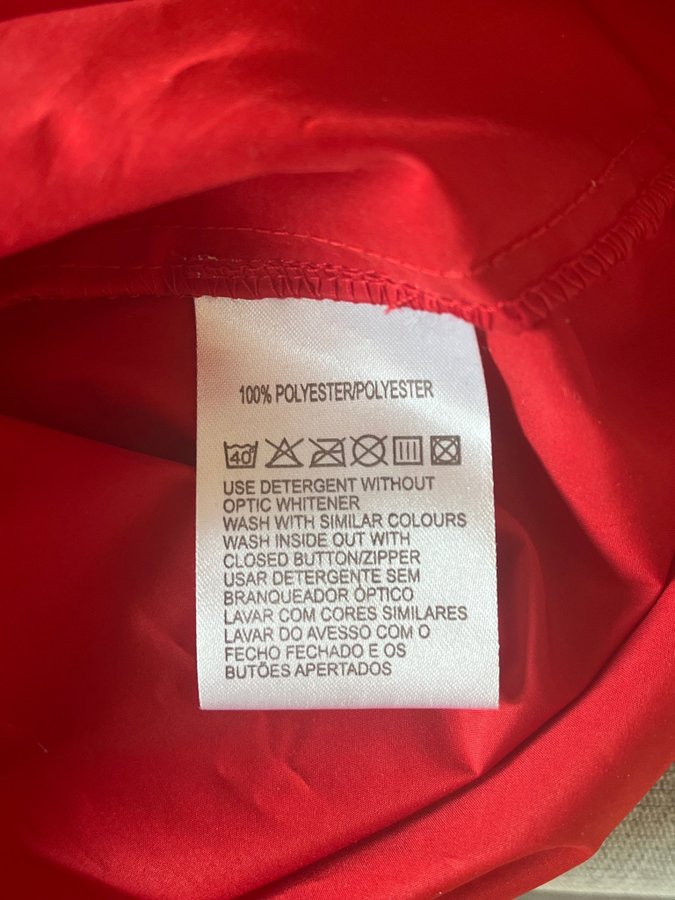 100% POLYESTER/POLYESTER
40
USE DETERGENT WITHOUT
OPTIC WHITENER
WASH WITH SIMILAR COLOURS
WASH INSIDE OUT WITH
CLOSED BUTTON/ZIPPER
USAR DETERGENTE SEM
BRANQUEADOR ÓPTICO
LAVAR COM CORES SIMILARES
LAVAR DO AVESSO COM O
FECHO FECHADO E OS
BUTÕES APERTADOS